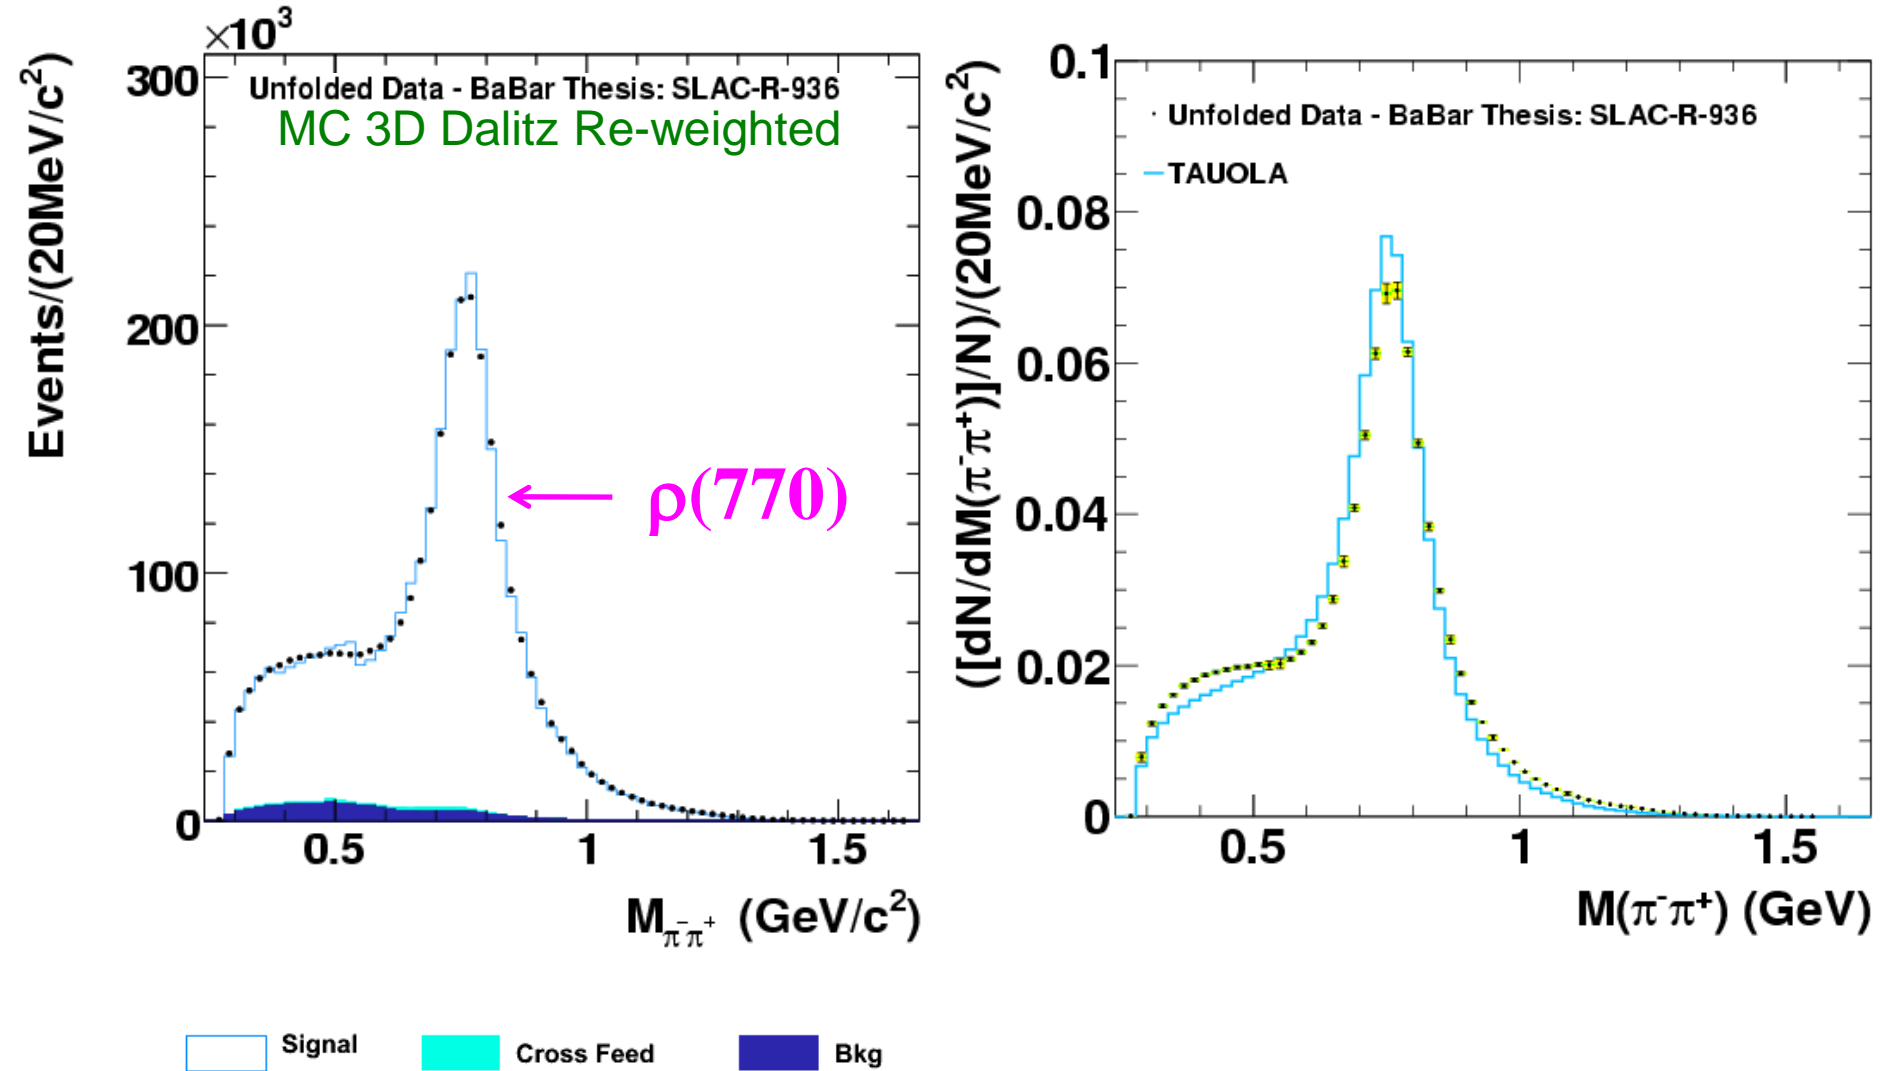 ×10³
Events/(20MeV/c²)
300
200
100
0
Unfolded Data - BaBar Thesis: SLAC-R-936
MC 3D Dalitz Re-weighted
ρ(770)
0.5 1 1.5
M_π⁻π⁺ (GeV/c²)
([dN/dM(π⁻π⁺)]/N)/(20MeV/c²)
0.1
0.08
0.06
0.04
0.02
0
Unfolded Data - BaBar Thesis: SLAC-R-936
TAUOLA
0.5 1 1.5
M(π⁻π⁺) (GeV)
Signal Cross Feed Bkg